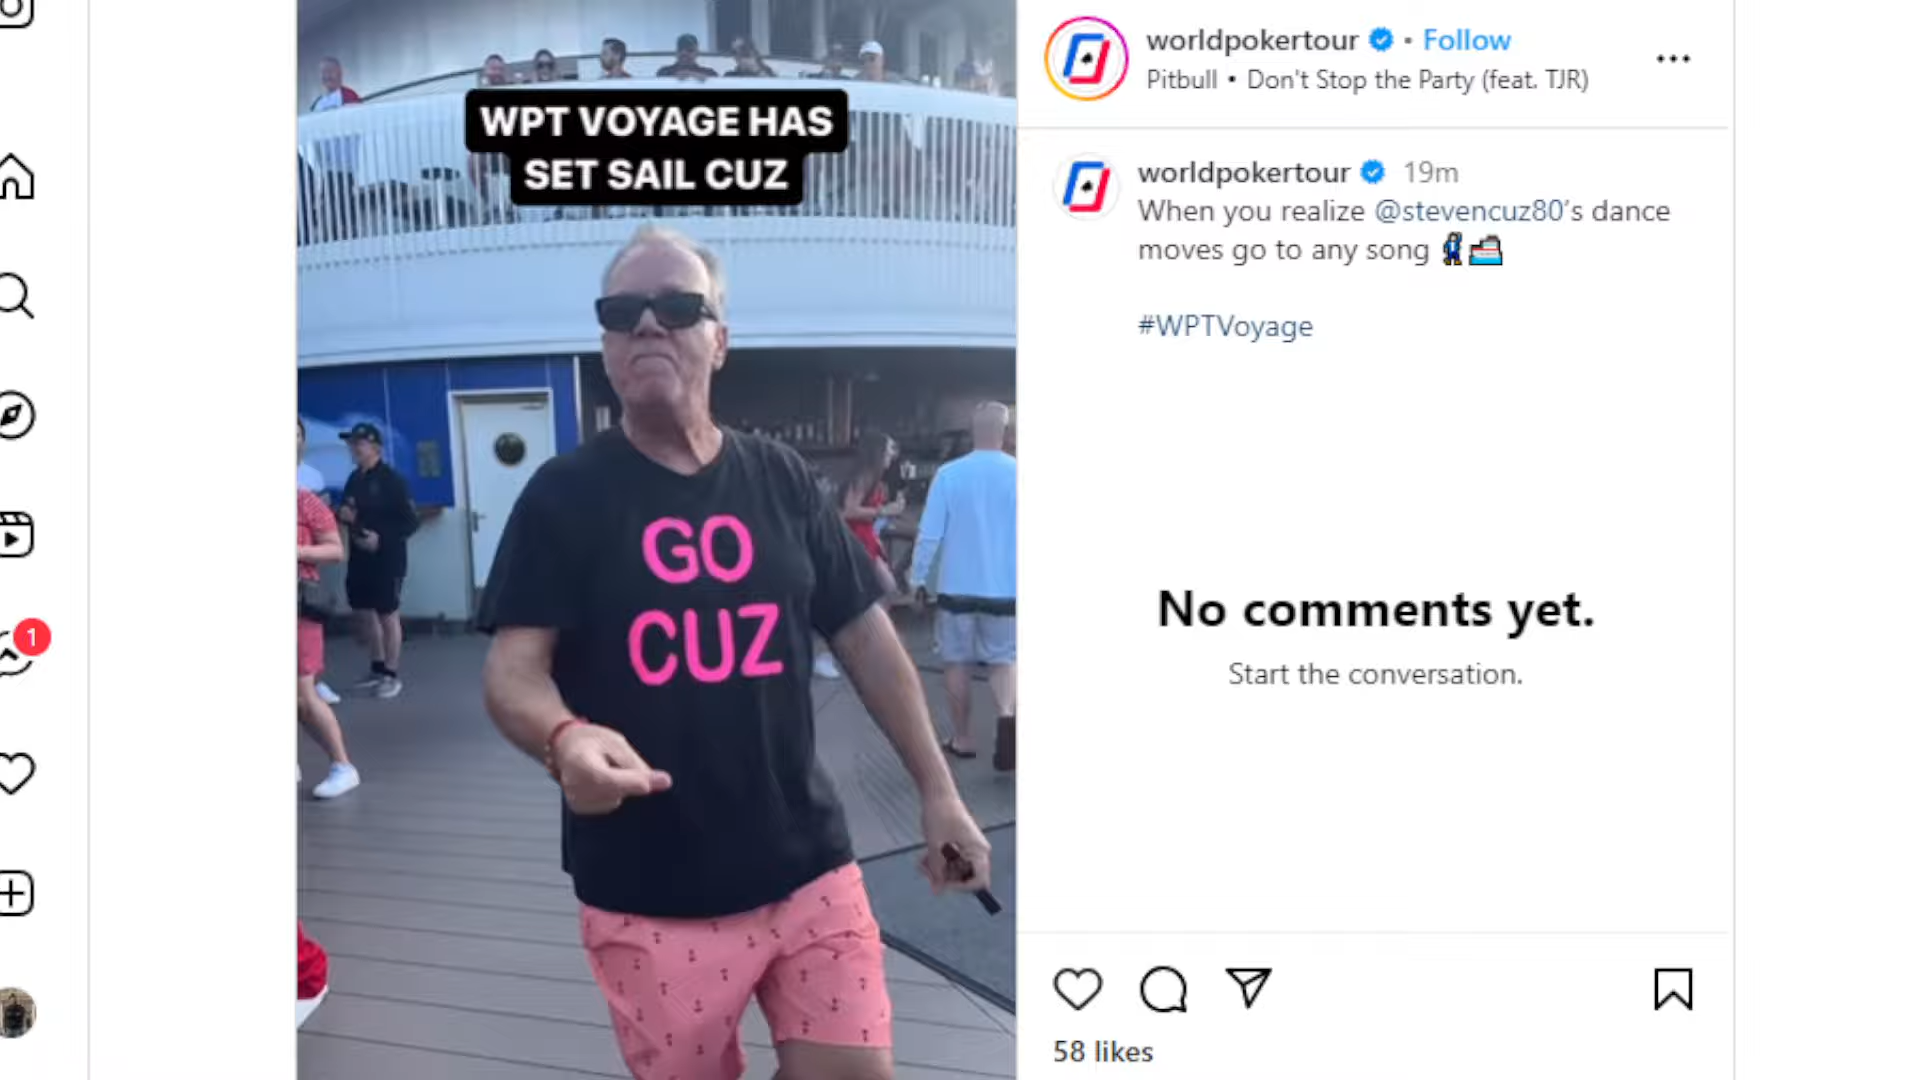 WPT VOYAGE HAS
SET SAIL CUZ
GO
CUZ
worldpokertour • Follow
Pitbull • Don't Stop the Party (feat. TJR)
worldpokertour 19m
When you realize @stevencuz80's dance
moves go to any song
#WPTVoyage
No comments yet.
Start the conversation.
58 likes
1